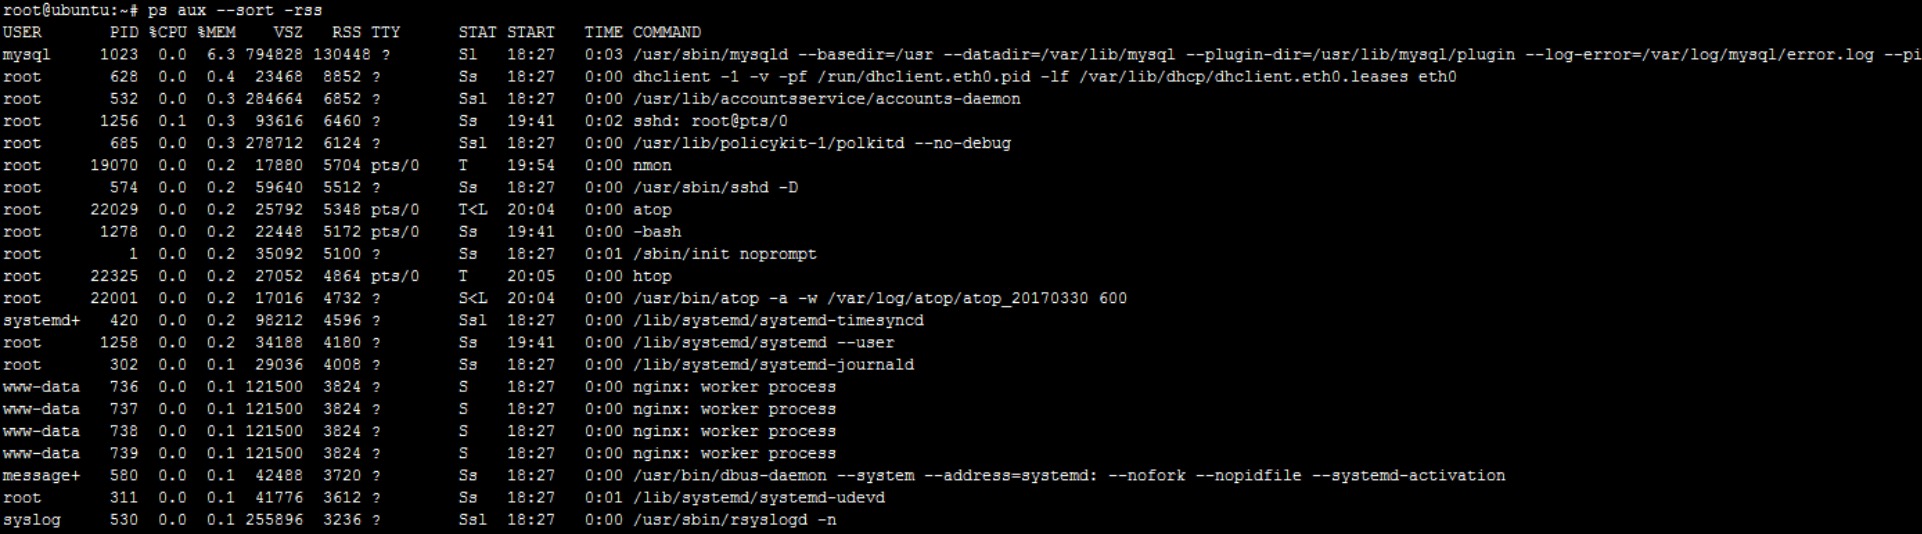 root@ubuntu:~# ps aux --sort -rss
USER       PID %CPU %MEM    VSZ   RSS TTY      STAT START   TIME COMMAND
mysql     1023  0.0  6.3 794828 130448 ?       Sl   18:27   0:03 /usr/sbin/mysqld --basedir=/usr --datadir=/var/lib/mysql --plugin-dir=/usr/lib/mysql/plugin --log-error=/var/log/mysql/error.log --pi
root       628  0.0  0.4  23468  8852 ?        Ss   18:27   0:00 dhclient -1 -v -pf /run/dhclient.eth0.pid -lf /var/lib/dhcp/dhclient.eth0.leases eth0
root       532  0.0  0.3 284664  6852 ?        Ssl  18:27   0:00 /usr/lib/accountsservice/accounts-daemon
root      1256  0.1  0.3  93616  6460 ?        Ss   19:41   0:02 sshd: root@pts/0
root       685  0.0  0.3 278712  6124 ?        Ssl  18:27   0:00 /usr/lib/policykit-1/polkitd --no-debug
root     19070  0.0  0.2  17880  5704 pts/0    T    19:54   0:00 nmon
root       574  0.0  0.2  59640  5512 ?        Ss   18:27   0:00 /usr/sbin/sshd -D
root     22029  0.0  0.2  25792  5348 pts/0    T<L  20:04   0:00 atop
root      1278  0.0  0.2  22448  5172 pts/0    Ss   19:41   0:00 -bash
root         1  0.0  0.2  35092  5100 ?        Ss   18:27   0:01 /sbin/init noprompt
root     22325  0.0  0.2  27052  4864 pts/0    T    20:05   0:00 htop
root     22001  0.0  0.2  17016  4732 ?        S<L  20:04   0:00 /usr/bin/atop -a -w /var/log/atop/atop_20170330 600
systemd+   420  0.0  0.2  98212  4596 ?        Ssl  18:27   0:00 /lib/systemd/systemd-timesyncd
root      1258  0.0  0.2  34188  4180 ?        Ss   19:41   0:00 /lib/systemd/systemd --user
root       302  0.0  0.1  29036  4008 ?        Ss   18:27   0:00 /lib/systemd/systemd-journald
www-data   736  0.0  0.1 121500  3824 ?        S    18:27   0:00 nginx: worker process
www-data   737  0.0  0.1 121500  3824 ?        S    18:27   0:00 nginx: worker process
www-data   738  0.0  0.1 121500  3824 ?        S    18:27   0:00 nginx: worker process
www-data   739  0.0  0.1 121500  3824 ?        S    18:27   0:00 nginx: worker process
message+   580  0.0  0.1  42488  3720 ?        Ss   18:27   0:00 /usr/bin/dbus-daemon --system --address=systemd: --nofork --nopidfile --systemd-activation
root       311  0.0  0.1  41776  3612 ?        Ss   18:27   0:01 /lib/systemd/systemd-udevd
syslog     530  0.0  0.1 255896  3236 ?        Ssl  18:27   0:00 /usr/sbin/rsyslogd -n